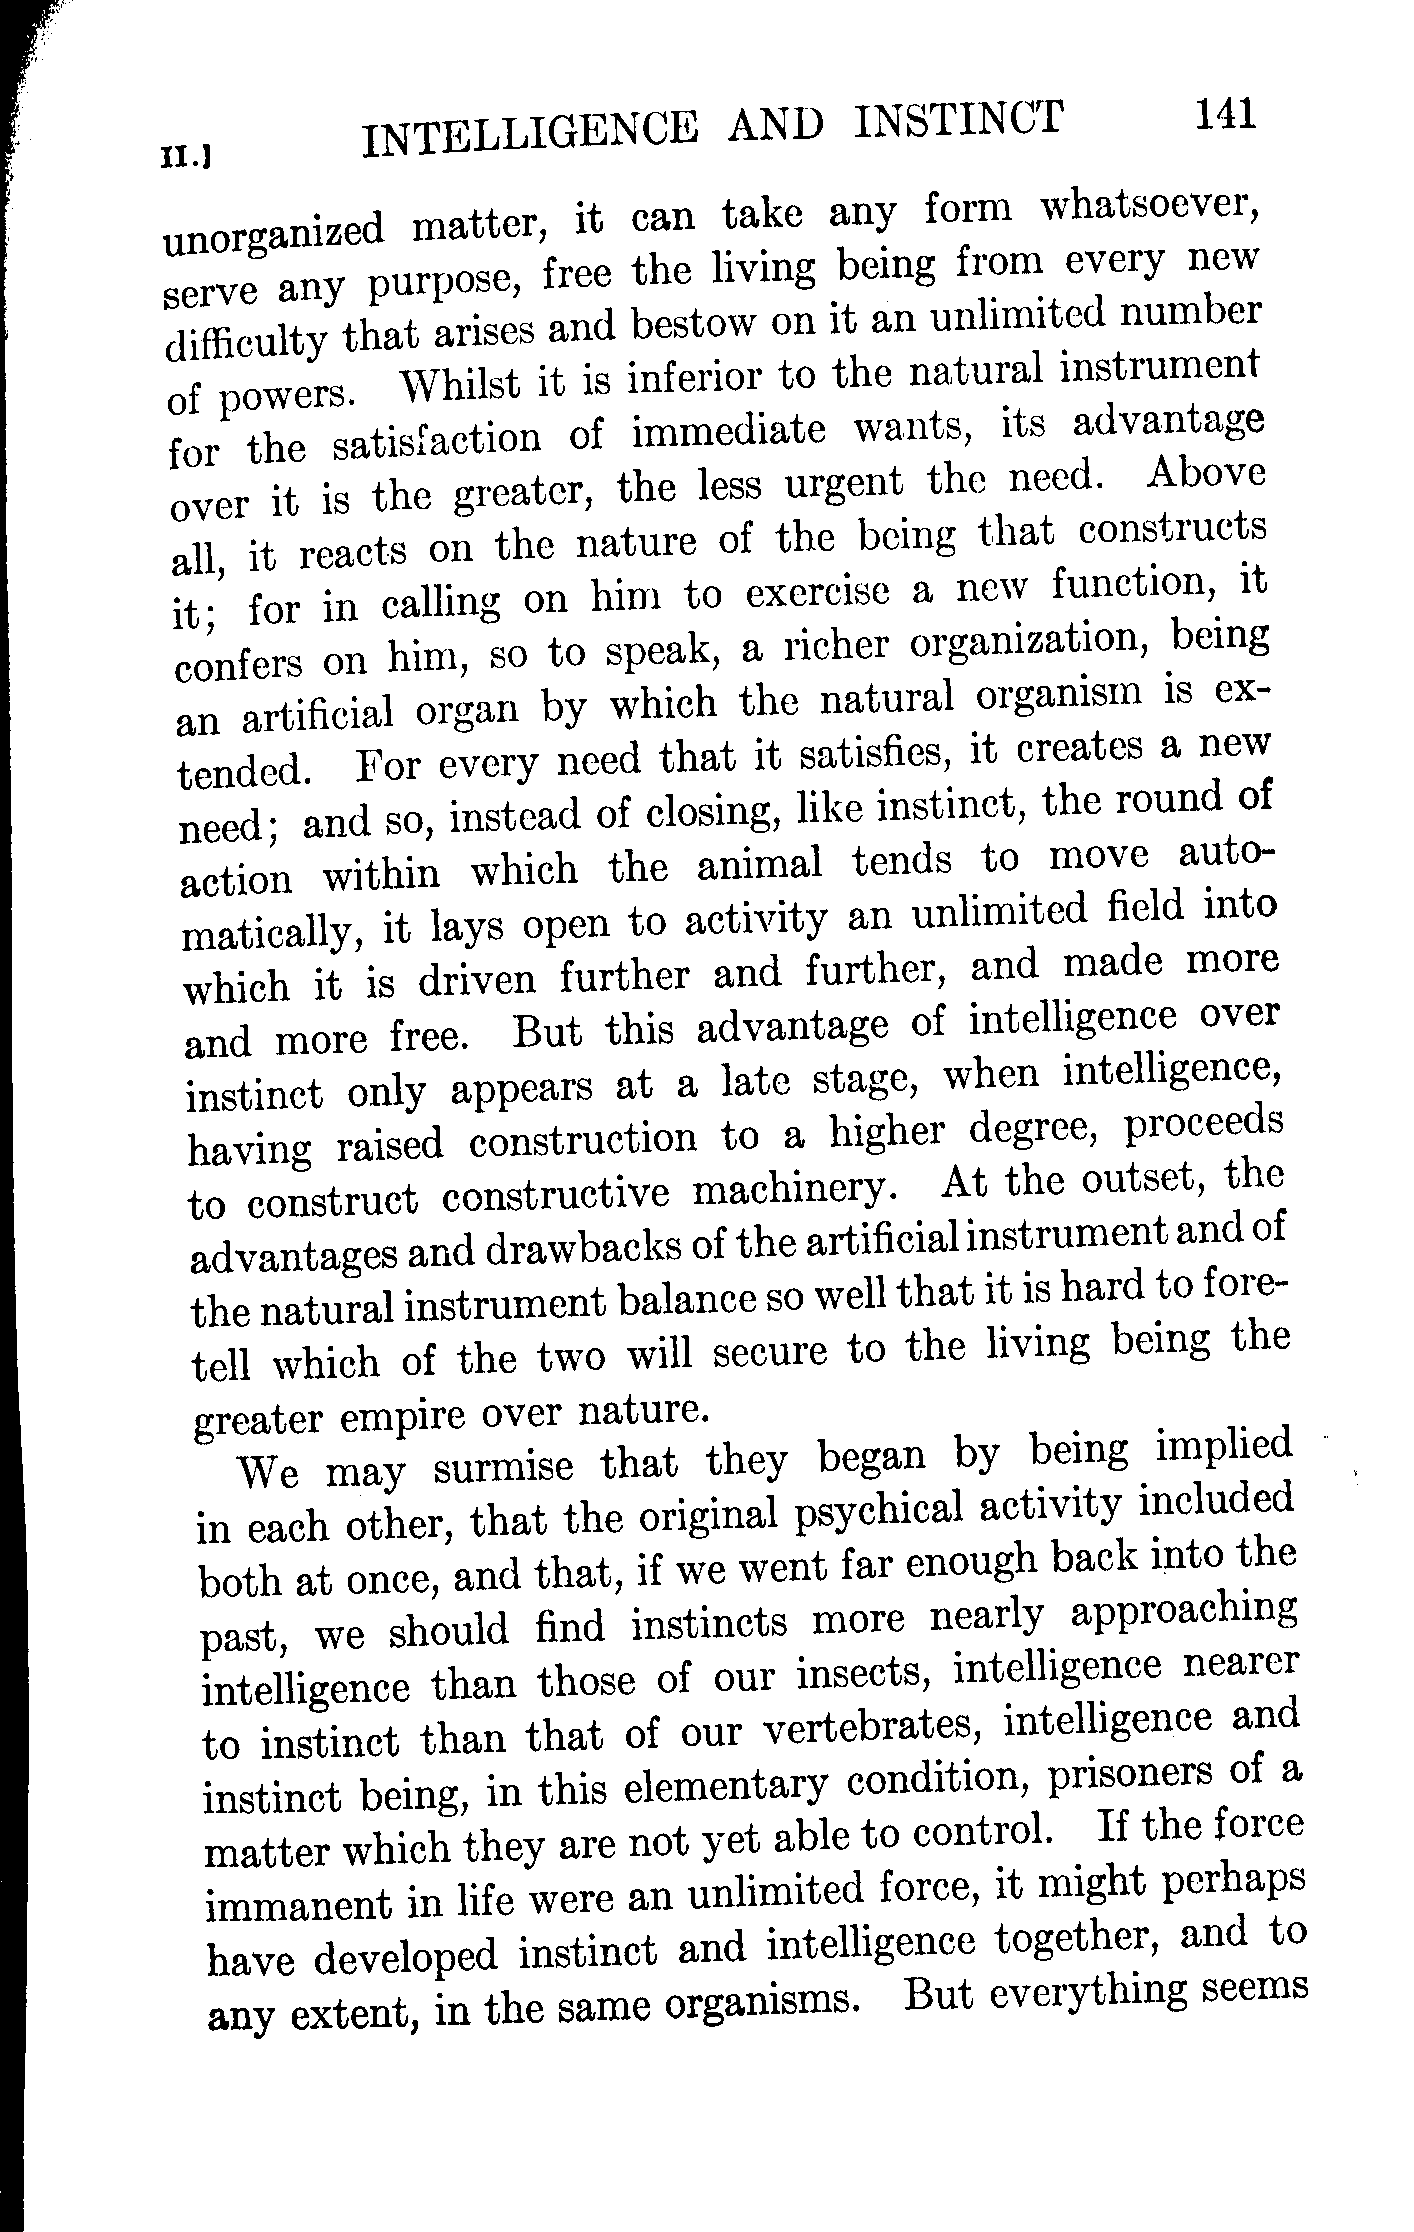 II.] INTELLIGENCE AND INSTINCT 141
unorganized matter, it can take any form whatsoever,
serve any purpose, free the living being from every new
difficulty that arises and bestow on it an unlimited number
of powers. Whilst it is inferior to the natural instrument
for the satisfaction of immediate wants, its advantage
over it is the greater, the less urgent the need. Above
all, it reacts on the nature of the being that constructs
it; for in calling on him to exercise a new function, it
confers on him, so to speak, a richer organization, being
an artificial organ by which the natural organism is ex-
tended. For every need that it satisfies, it creates a new
need; and so, instead of closing, like instinct, the round of
action within which the animal tends to move auto-
matically, it lays open to activity an unlimited field into
which it is driven further and further, and made more
and more free. But this advantage of intelligence over
instinct only appears at a late stage, when intelligence,
having raised construction to a higher degree, proceeds
to construct constructive machinery. At the outset, the
advantages and drawbacks of the artificial instrument and of
the natural instrument balance so well that it is hard to fore-
tell which of the two will secure to the living being the
greater empire over nature.
We may surmise that they began by being implied
in each other, that the original psychical activity included
both at once, and that, if we went far enough back into the
past, we should find instincts more nearly approaching
intelligence than those of our insects, intelligence nearer
to instinct than that of our vertebrates, intelligence and
instinct being, in this elementary condition, prisoners of a
matter which they are not yet able to control. If the force
immanent in life were an unlimited force, it might perhaps
have developed instinct and intelligence together, and to
any extent, in the same organisms. But everything seems